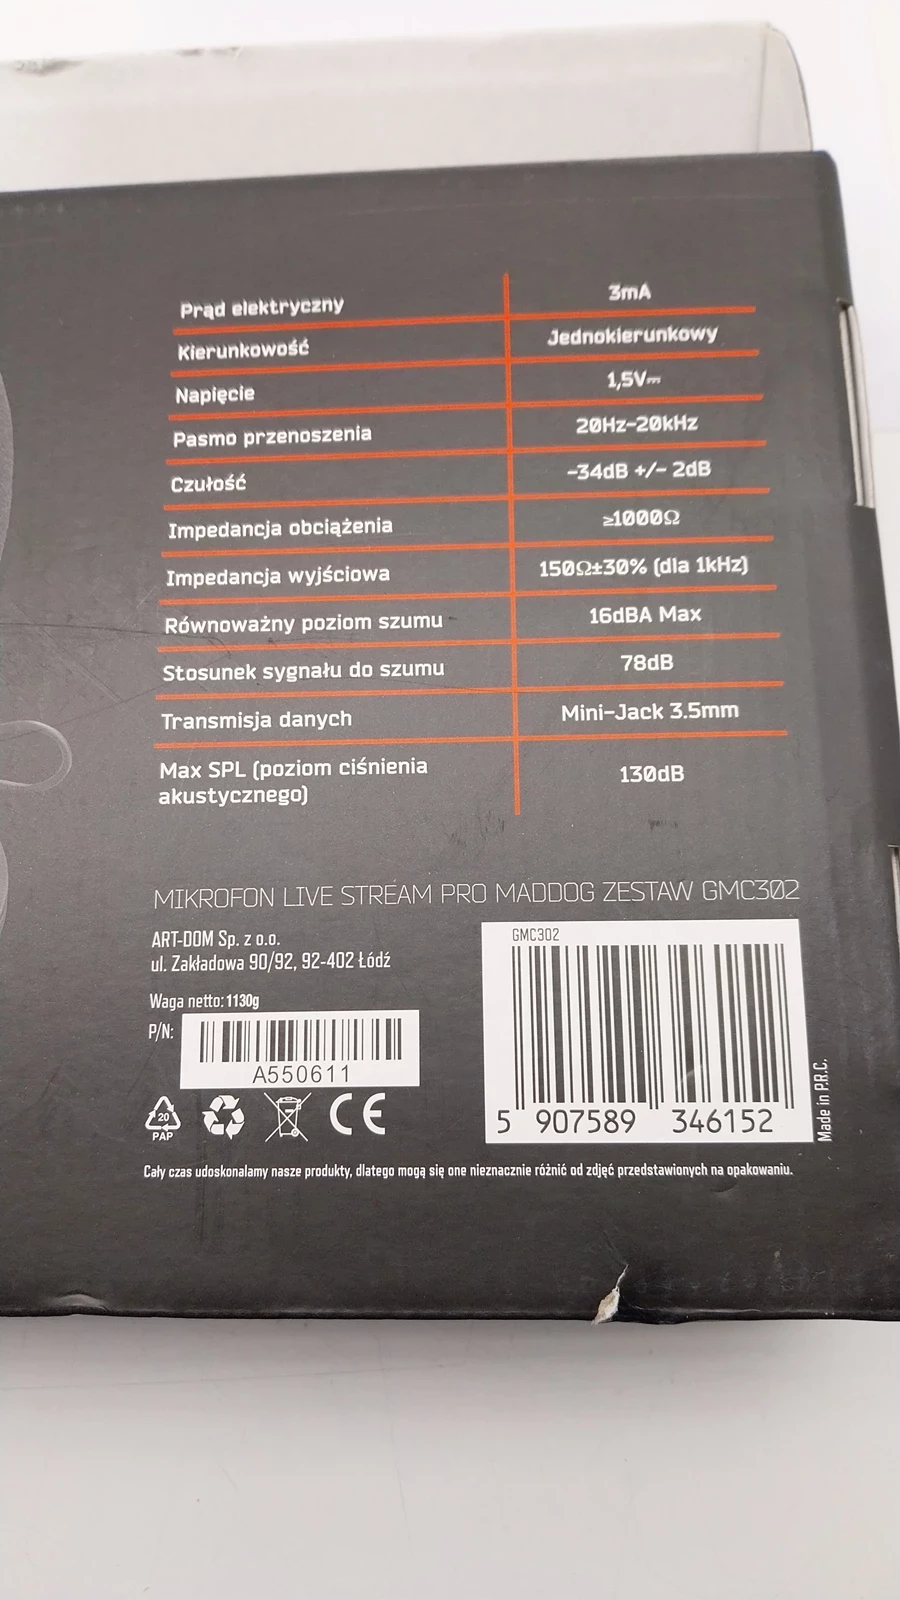 Prąd elektryczny 3mA
Kierunkowość Jednokierunkowy
Napięcie 1,5V⎓
Pasmo przenoszenia 20Hz-20kHz
Czułość -34dB +/- 2dB
Impedancja obciążenia ≥1000Ω
Impedancja wyjściowa 150Ω±30% (dla 1kHz)
Równoważny poziom szumu 16dBA Max
Stosunek sygnału do szumu 78dB
Transmisja danych Mini-Jack 3.5mm
Max SPL (poziom ciśnienia
akustycznego) 130dB
MIKROFON LIVE STREAM PRO MADDOG ZESTAW GMC302
ART-DOM Sp. z o.o.
ul. Zakładowa 90/92, 92-402 Łódź
Waga netto: 1130g
P/N:
A550611
GMC302
5 907589 346152
Made in P.R.C.
20
PAP
CE
Cały czas udoskonalamy nasze produkty, dlatego mogą się one nieznacznie różnić od zdjęć przedstawionych na opakowaniu.